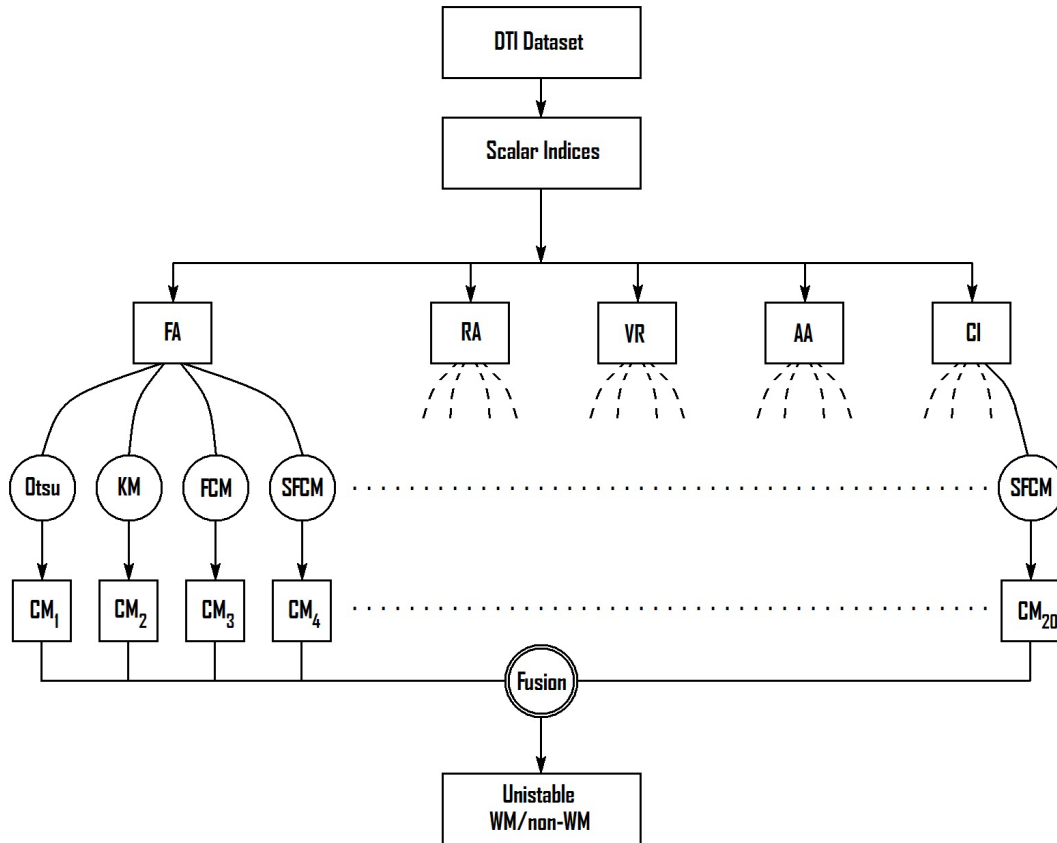 DTI Dataset
Scalar Indices
FA RA VR AA CI
Otsu KM FCM SFCM SFCM
CM1 CM2 CM3 CM4 CM20
Fusion
Unistable
WM/non-WM